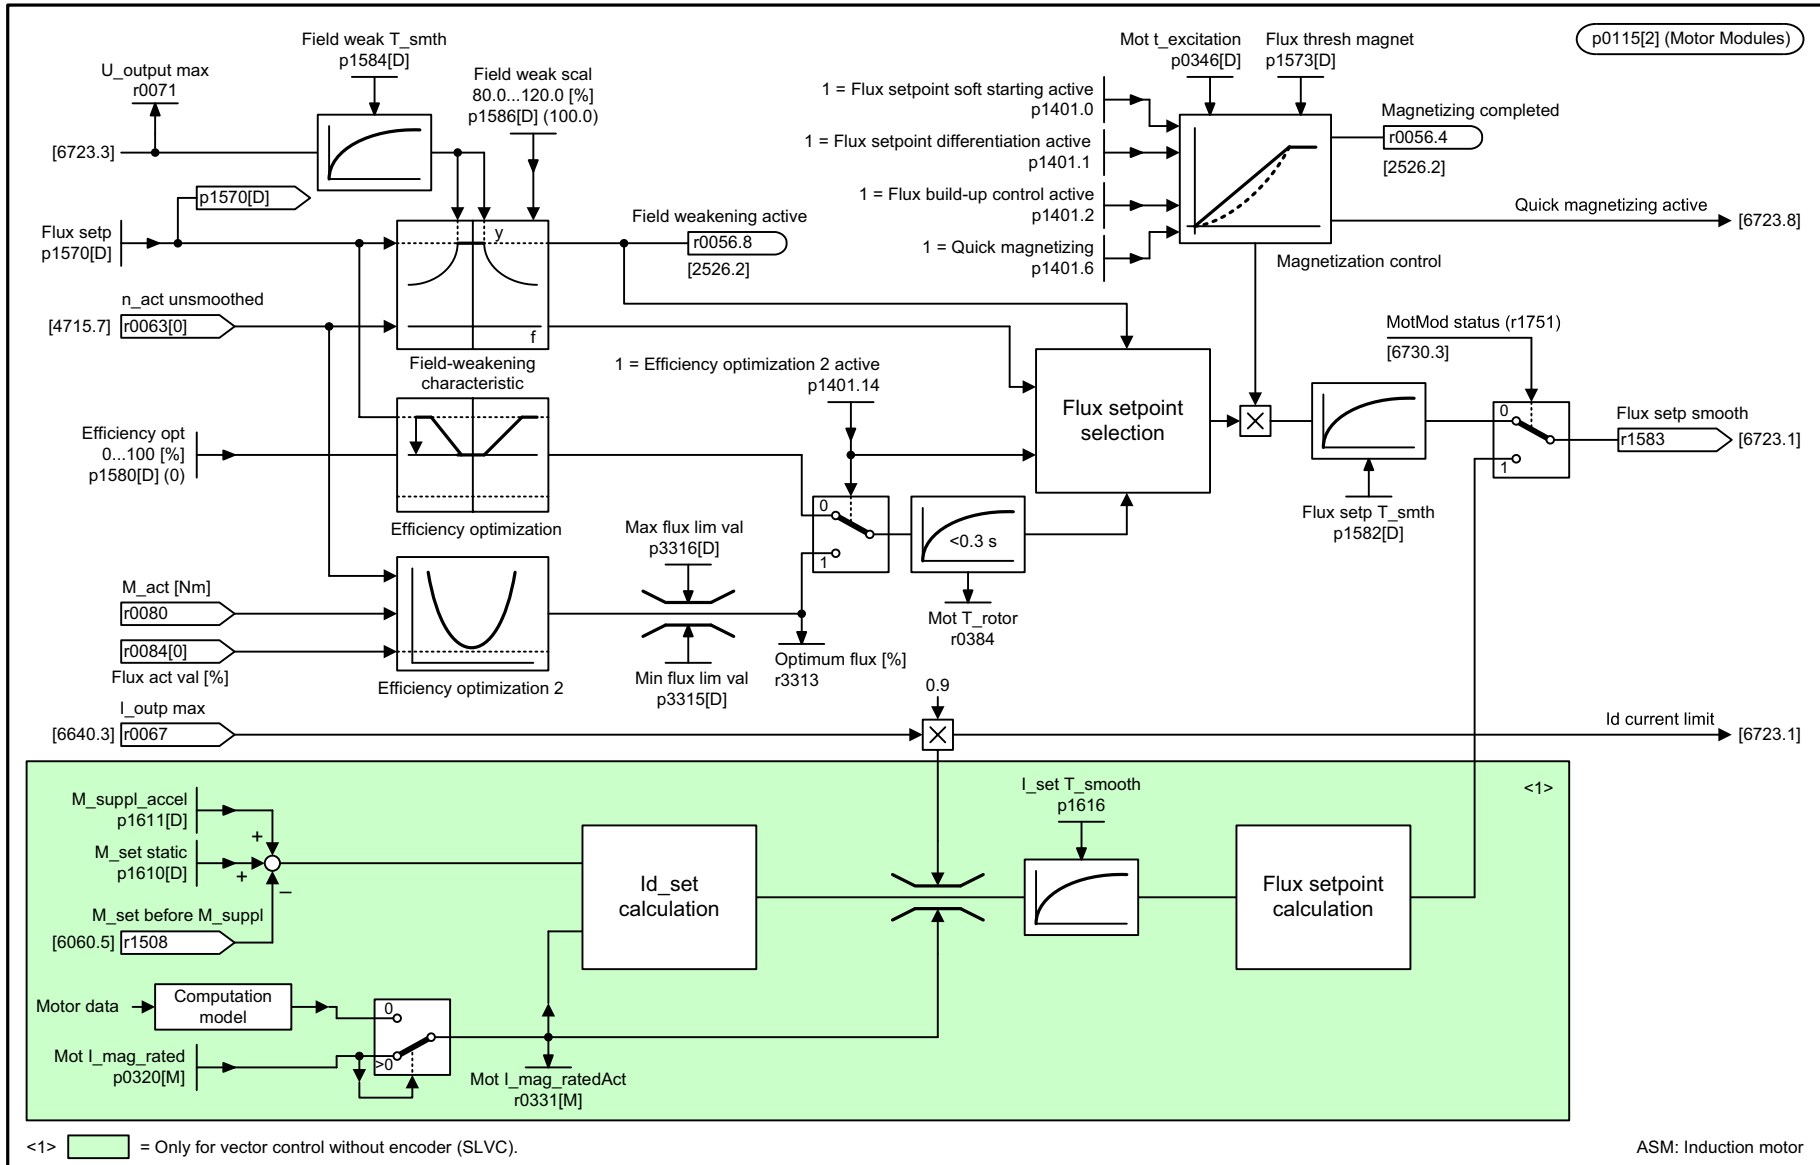 p0115[2] (Motor Modules)
Field weak T_smth
p1584[D]
U_output max
r0071
Field weak scal
80.0...120.0 [%]
p1586[D] (100.0)
[6723.3]
p1570[D]
Flux setp
p1570[D]
y
f
Field weakening active
r0056.8
[2526.2]
n_act unsmoothed
[4715.7]
r0063[0]
Field-weakening
characteristic
Mot t_excitation
p0346[D]
Flux thresh magnet
p1573[D]
1 = Flux setpoint soft starting active
p1401.0
1 = Flux setpoint differentiation active
p1401.1
1 = Flux build-up control active
p1401.2
1 = Quick magnetizing
p1401.6
Magnetizing completed
r0056.4
[2526.2]
Quick magnetizing active
[6723.8]
Magnetization control
MotMod status (r1751)
[6730.3]
1 = Efficiency optimization 2 active
p1401.14
Flux setpoint
selection
Flux setp T_smth
p1582[D]
0
1
Flux setp smooth
r1583
[6723.1]
Efficiency opt
0...100 [%]
p1580[D] (0)
Efficiency optimization
Max flux lim val
p3316[D]
0
1
<0.3 s
Mot T_rotor
r0384
M_act [Nm]
r0080
r0084[0]
Flux act val [%]
Efficiency optimization 2
Min flux lim val
p3315[D]
Optimum flux [%]
r3313
I_outp max
[6640.3]
r0067
0.9
Id current limit
[6723.1]
<1>
M_suppl_accel
p1611[D]
+
M_set static
p1610[D]
+
–
M_set before M_suppl
[6060.5]
r1508
Id_set
calculation
I_set T_smooth
p1616
Flux setpoint
calculation
Motor data
Computation
model
0
>0
Mot I_mag_rated
p0320[M]
Mot I_mag_ratedAct
r0331[M]
<1>
= Only for vector control without encoder (SLVC).
ASM: Induction motor